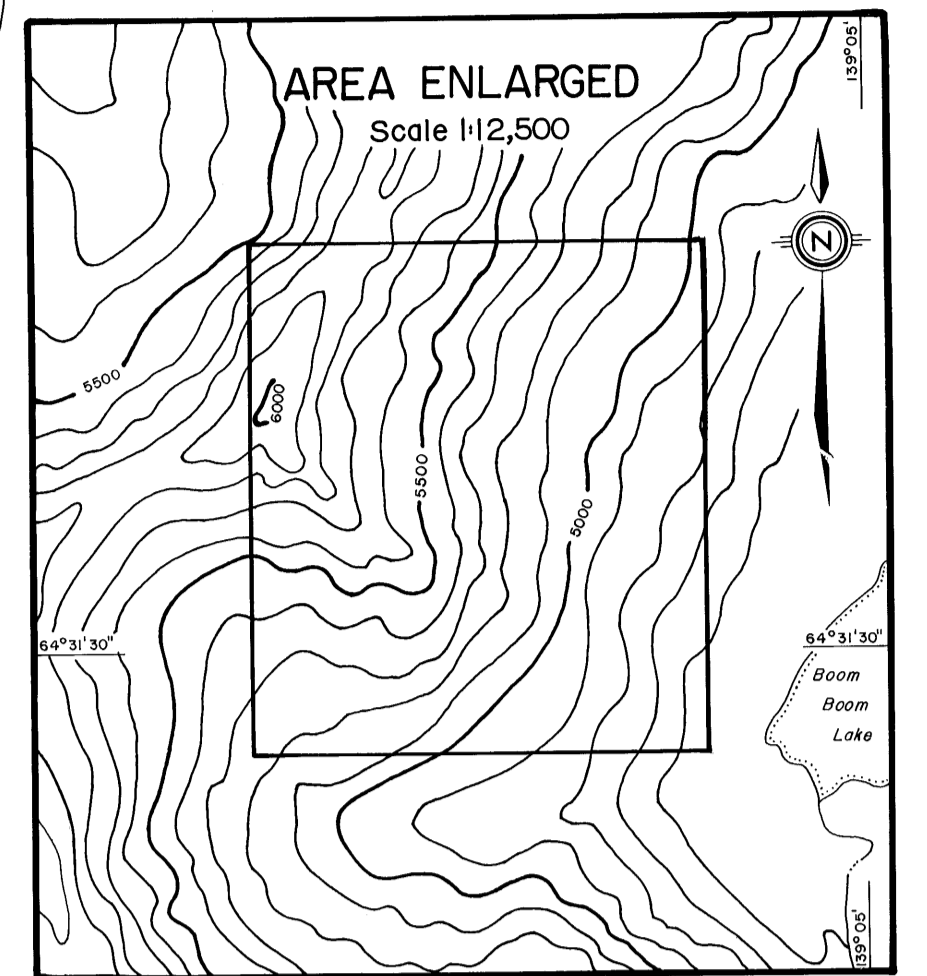 AREA ENLARGED
Scale 1:12,500
139°05'
N
5500
6000
5500
5000
64°31'30"
64°31'30"
Boom
Boom
Lake
139°05'